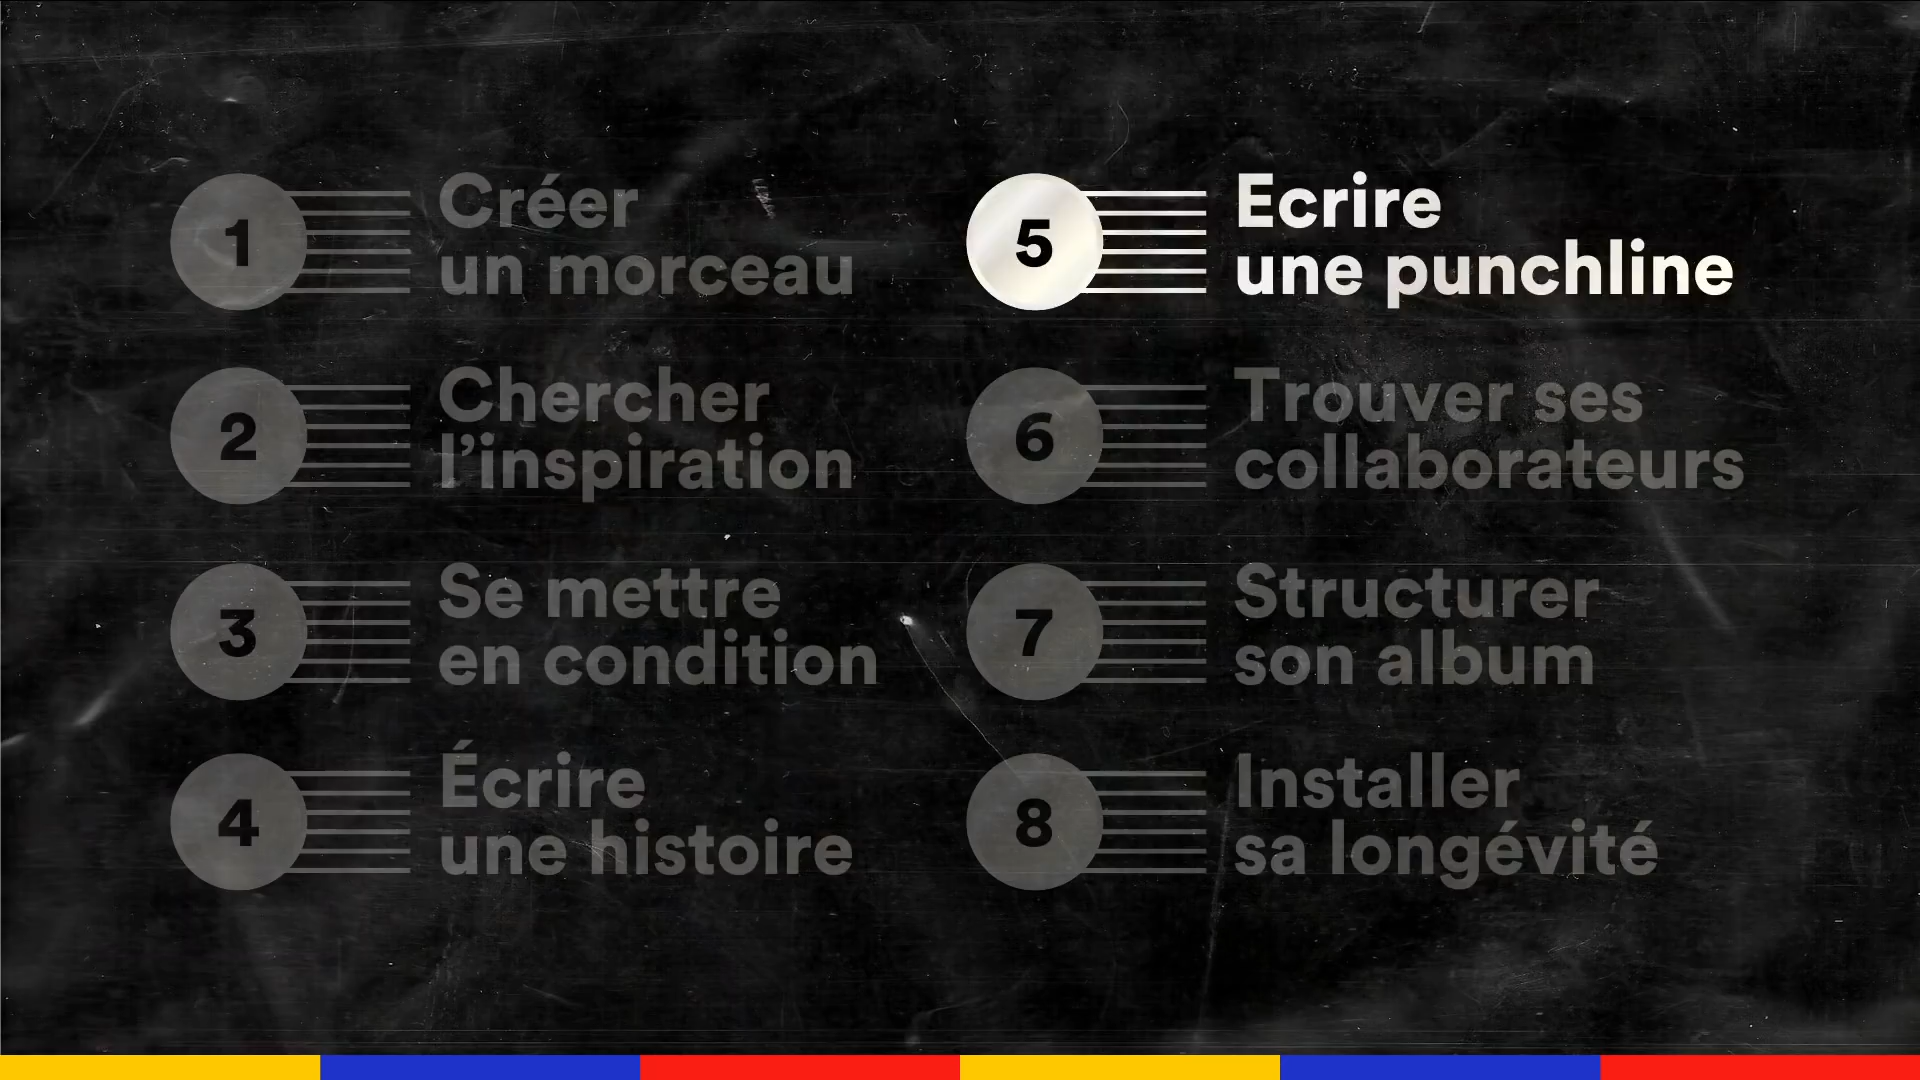 1
Créer
un morceau
2
Chercher
l'inspiration
3
Se mettre
en condition
4
Écrire
une histoire
5
Ecrire
une punchline
6
Trouver ses
collaborateurs
7
Structurer
son album
8
Installer
sa longévité